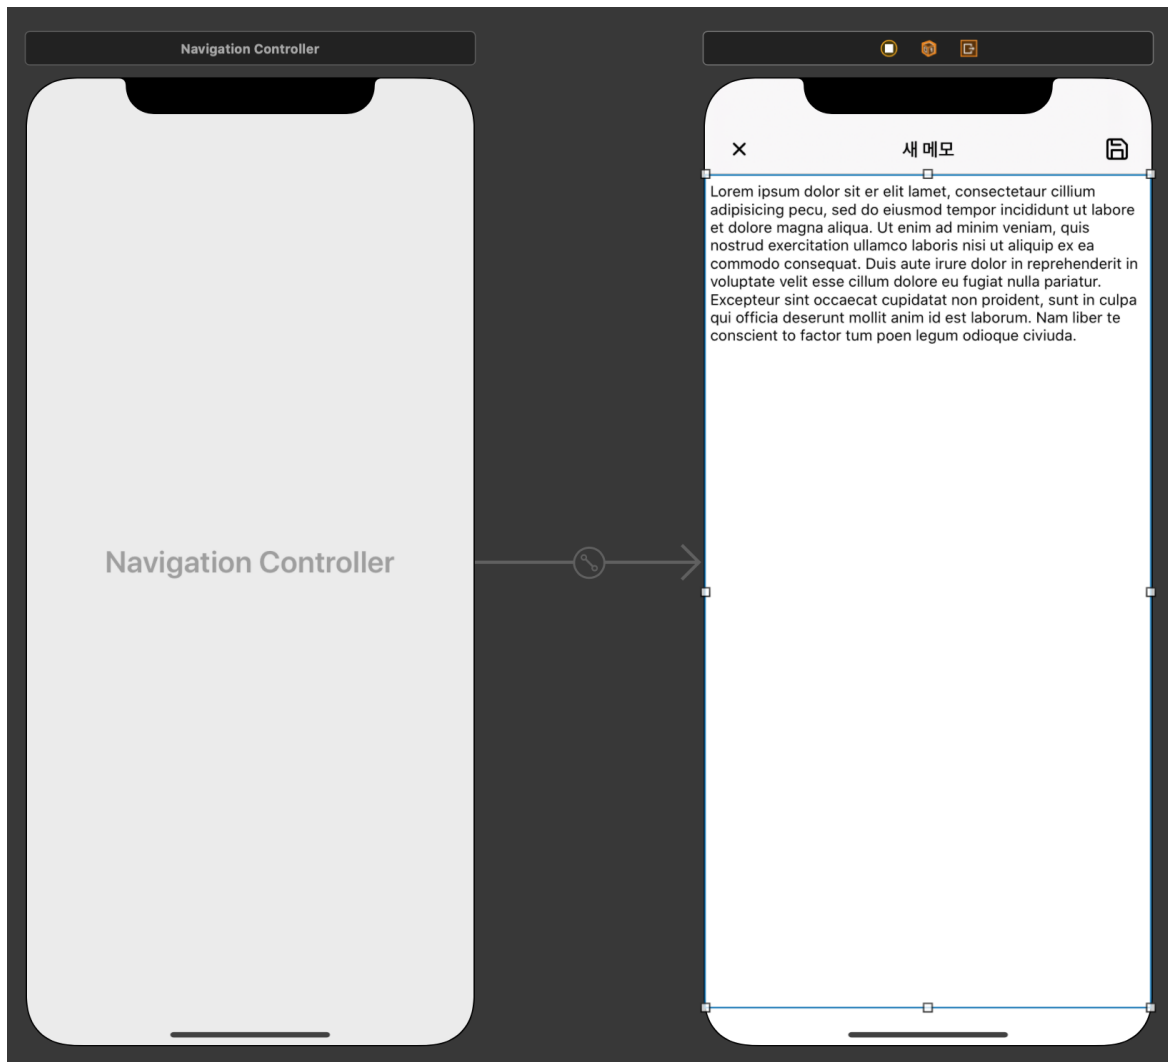 Navigation Controller
새 메모
Lorem ipsum dolor sit er elit lamet, consectetaur cillium
adipisicing pecu, sed do eiusmod tempor incididunt ut labore
et dolore magna aliqua. Ut enim ad minim veniam, quis
nostrud exercitation ullamco laboris nisi ut aliquip ex ea
commodo consequat. Duis aute irure dolor in reprehenderit in
voluptate velit esse cillum dolore eu fugiat nulla pariatur.
Excepteur sint occaecat cupidatat non proident, sunt in culpa
qui officia deserunt mollit anim id est laborum. Nam liber te
conscient to factor tum poen legum odioque civiuda.
Navigation Controller